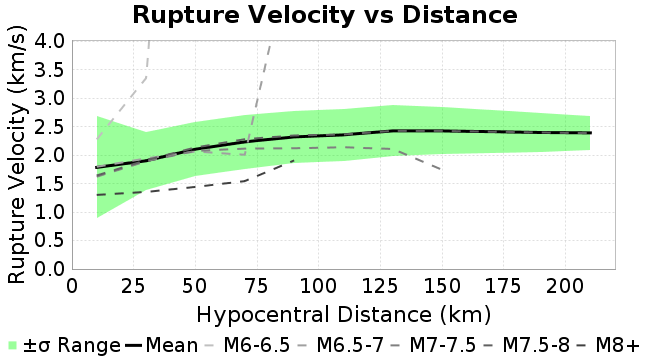 Rupture Velocity vs Distance
Rupture Velocity (km/s)
4.0
3.5
3.0
2.5
2.0
1.5
1.0
0.5
0.0
0 25 50 75 100 125 150 175 200
Hypocentral Distance (km)
±σ Range Mean M6-6.5 M6.5-7 M7-7.5 M7.5-8 M8+